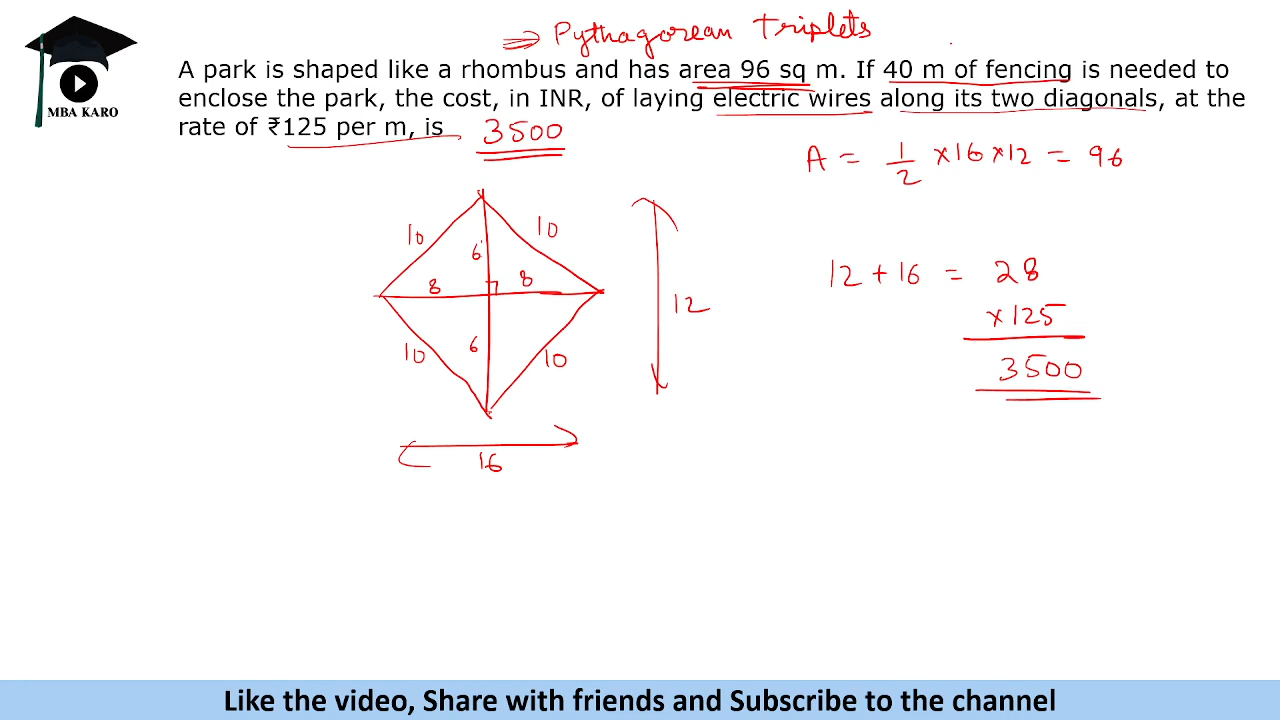 ⇒ Pythagorean Triplets
MBA KARO
A park is shaped like a rhombus and has area 96 sq m. If 40 m of fencing is needed to
enclose the park, the cost, in INR, of laying electric wires along its two diagonals, at the
rate of ₹125 per m, is 3500
A = 1/2 ×16 ×12 = 96
10 10
6
8 8
6
10 10
12
16
12 + 16 = 28
×125
3500
Like the video, Share with friends and Subscribe to the channel